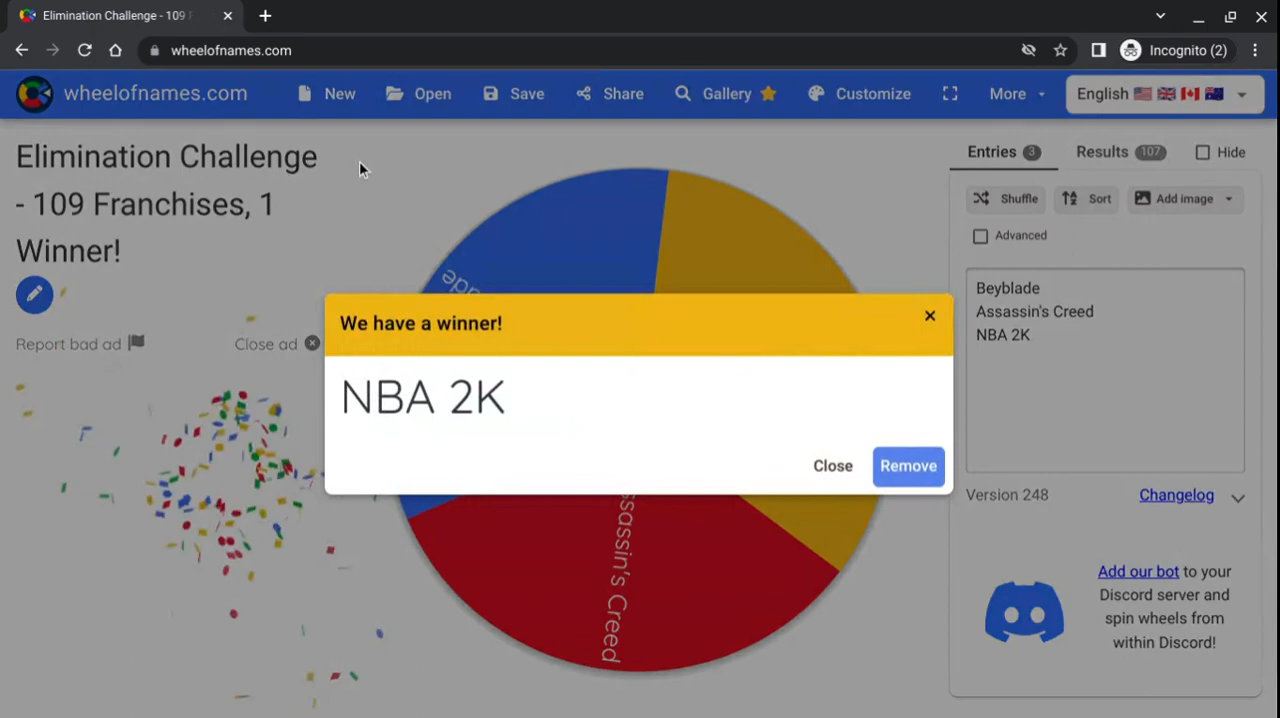 Elimination Challenge - 109 F
wheelofnames.com
Incognito (2)
wheelofnames.com
New
Open
Save
Share
Gallery
Customize
More
English
Elimination Challenge
- 109 Franchises, 1
Winner!
Report bad ad
Close ad
Assassin's Creed
We have a winner!
NBA 2K
Close
Remove
Entries 3
Results 107
Hide
Shuffle
Sort
Add image
Advanced
Beyblade
Assassin's Creed
NBA 2K
Version 248
Changelog
Add our bot to your
Discord server and
spin wheels from
within Discord!